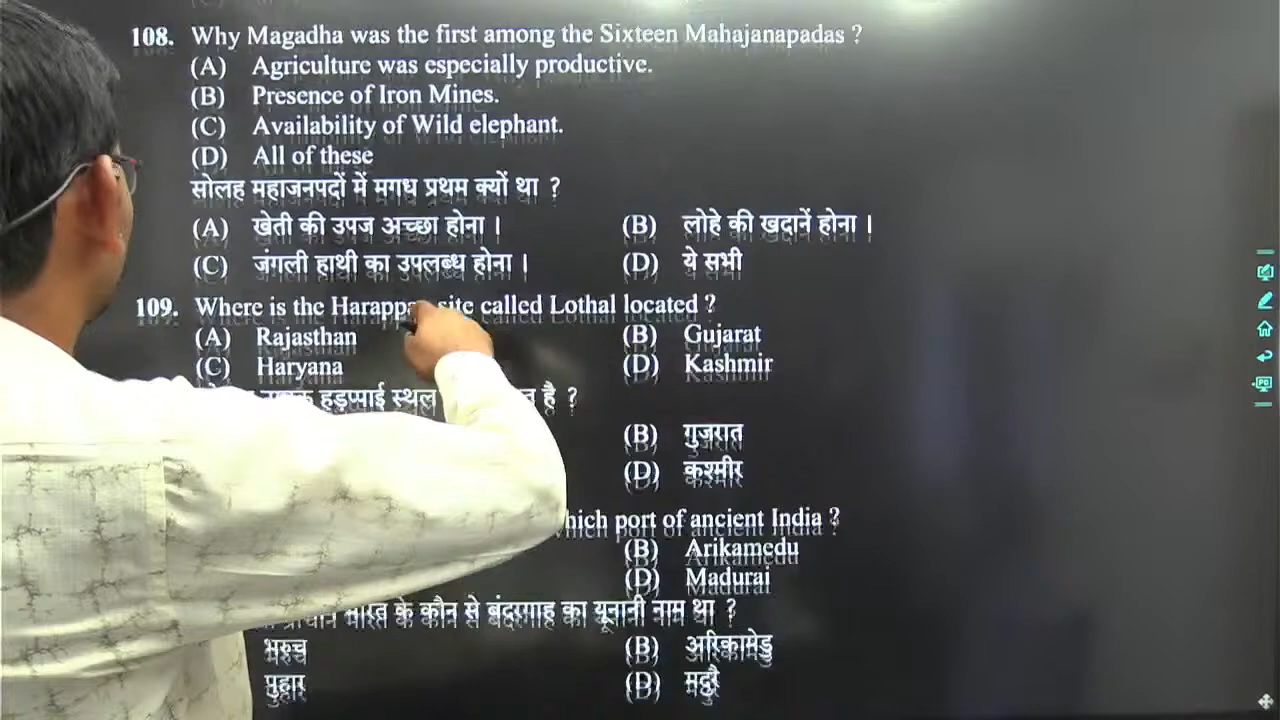 108. Why Magadha was the first among the Sixteen Mahajanapadas ?
(A) Agriculture was especially productive.
(B) Presence of Iron Mines.
(C) Availability of Wild elephant.
(D) All of these
सोलह महाजनपदों में मगध प्रथम क्यों था ?
(A) खेती की उपज अच्छा होना । (B) लोहे की खदानें होना ।
(C) जंगली हाथी का उपलब्ध होना । (D) ये सभी
109. Where is the site called Lothal located ?
(A) Rajasthan (B) Gujarat
(C) Haryana (D) Kashmir
हड़प्पाई स्थल है ?
(B) गुजरात
(D) कश्मीर
port of ancient India ?
(B) Arikamedu
(D) Madurai
भारत के कौन से बंदरगाह का यूनानी नाम था ?
भरुच (B) अरिकामेडु
पुहार (D) मदुरै